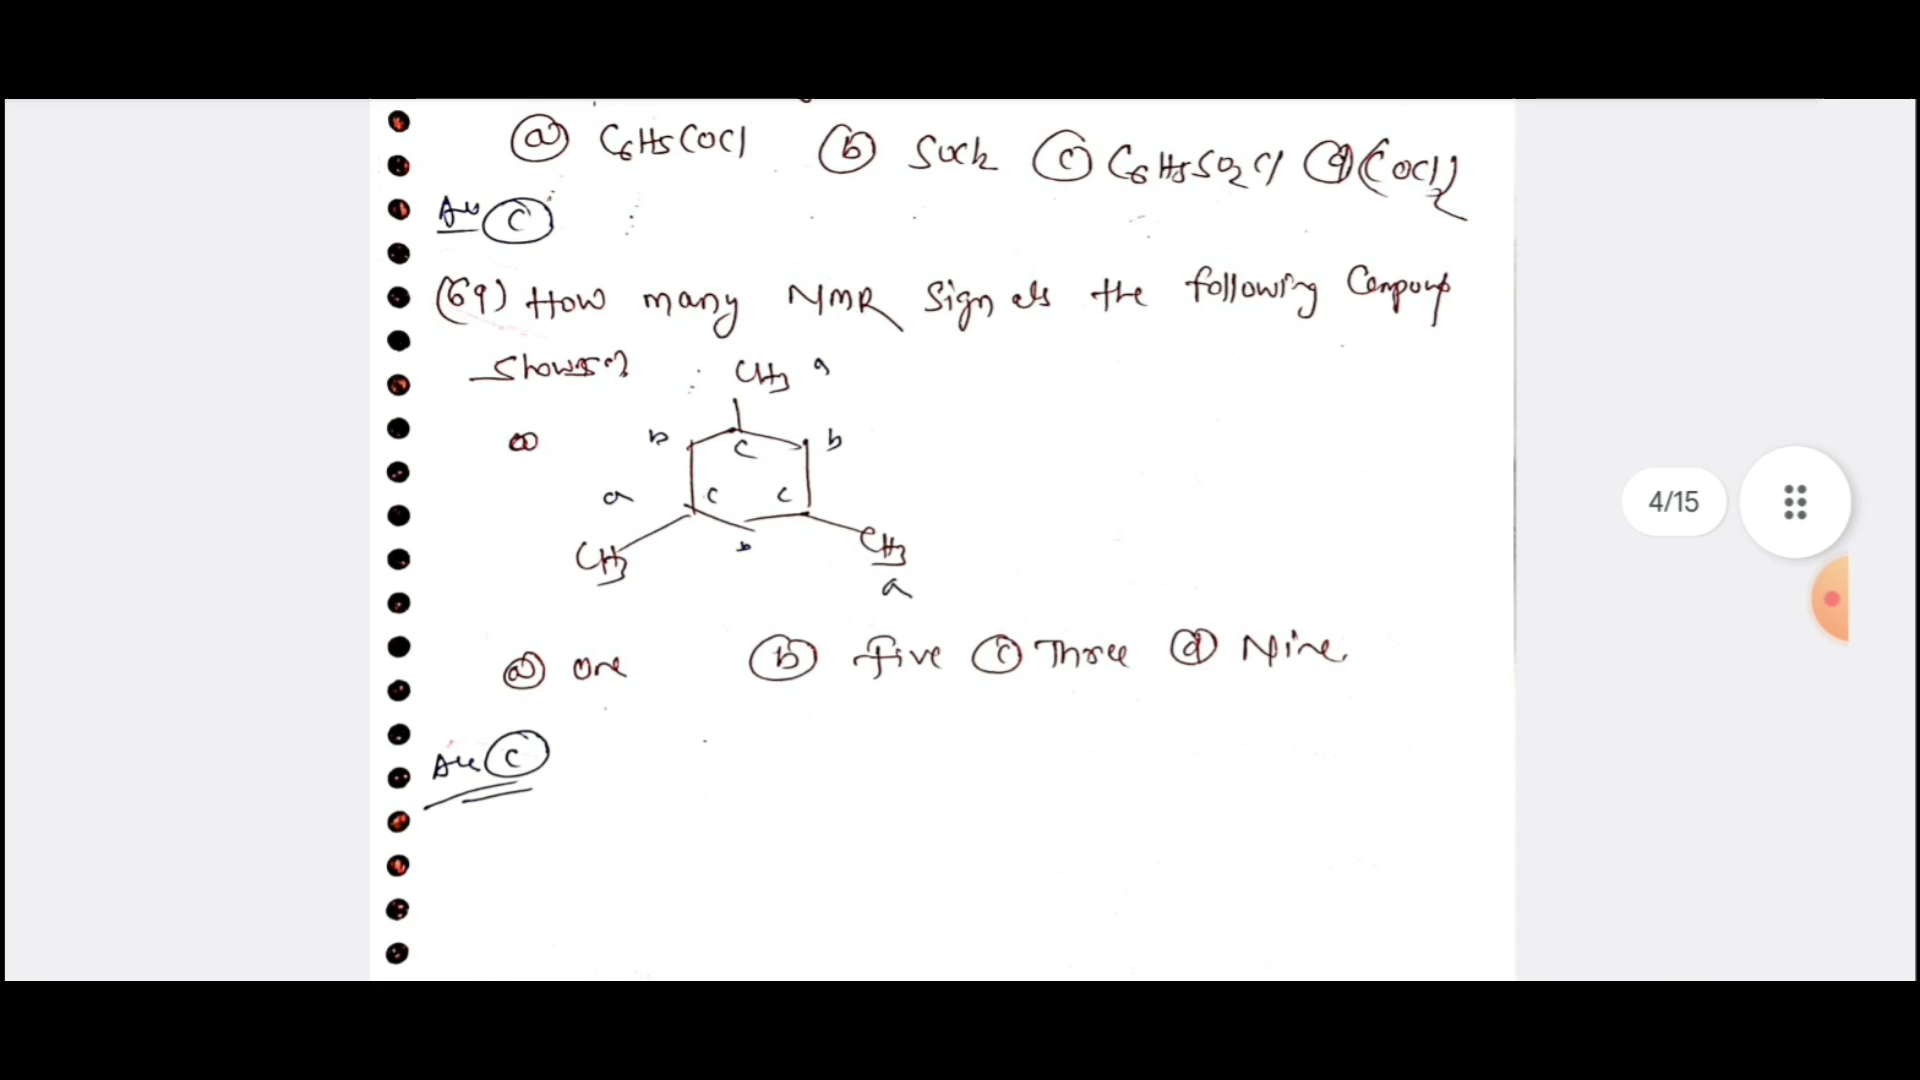 (a) C6H5COCl (b) SOCl2 (c) C6H5SO2Cl (d) (COCl)2
Ans (c)
(69) How many NMR Signals the following
Shows?
CH3 a
b c b
a c c
CH3 b CH3
a
(a) one (b) five (c) Three (d) Nine.
Ans (c)
4/15